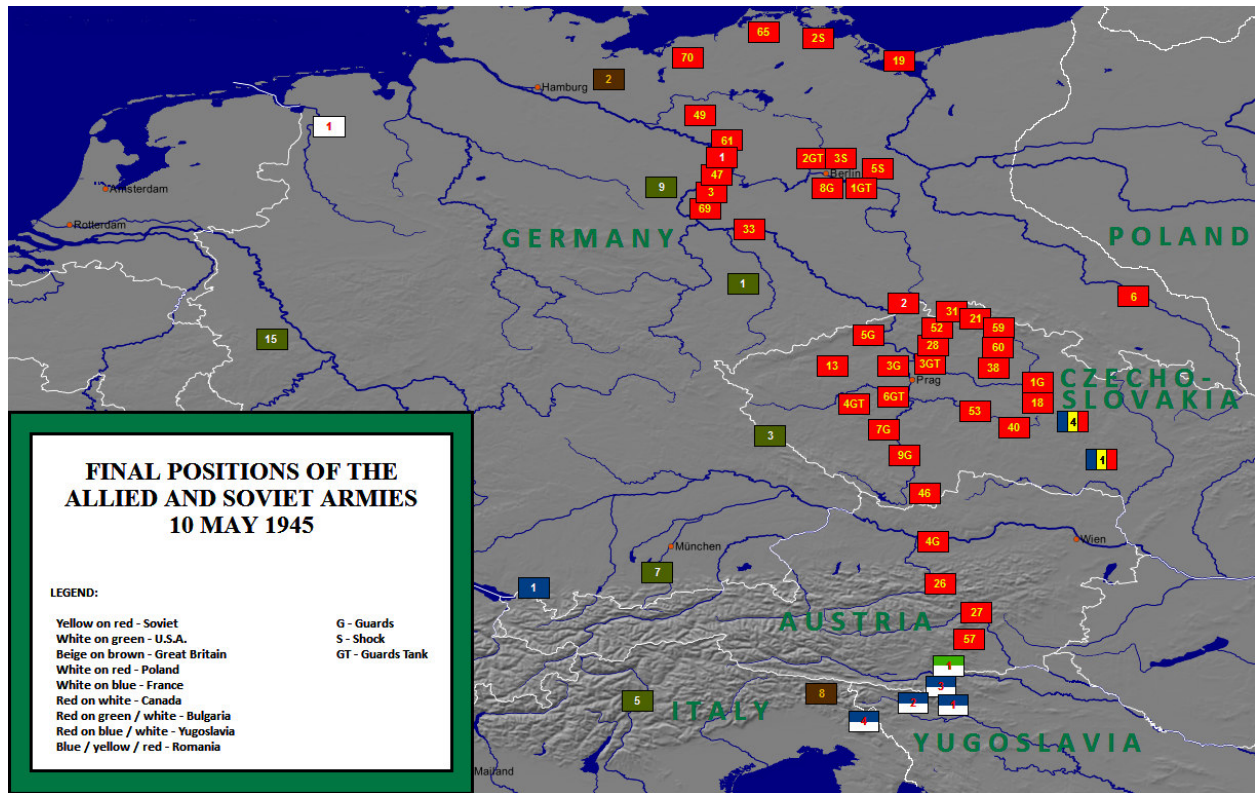 65
2S
70
19
2
Hamburg
49
1
61
1
2GT
3S
5S
47
Berlin
9
3
8G
1GT
Amsterdam
69
Rotterdam
33
GERMANY
POLAND
1
6
2
31
21
15
5G
52
59
28
60
13
3G
3GT
38
Prag
1G
CZECHO-
SLOVAKIA
4GT
6GT
18
53
4
7G
40
3
9G
1
46
4G
Wien
München
7
1
26
27
AUSTRIA
57
1
3
5
8
2
1
ITALY
4
YUGOSLAVIA
Mailand
FINAL POSITIONS OF THE
ALLIED AND SOVIET ARMIES
10 MAY 1945
LEGEND:
Yellow on red - Soviet
White on green - U.S.A.
Beige on brown - Great Britain
White on red - Poland
White on blue - France
Red on white - Canada
Red on green / white - Bulgaria
Red on blue / white - Yugoslavia
Blue / yellow / red - Romania
G - Guards
S - Shock
GT - Guards Tank